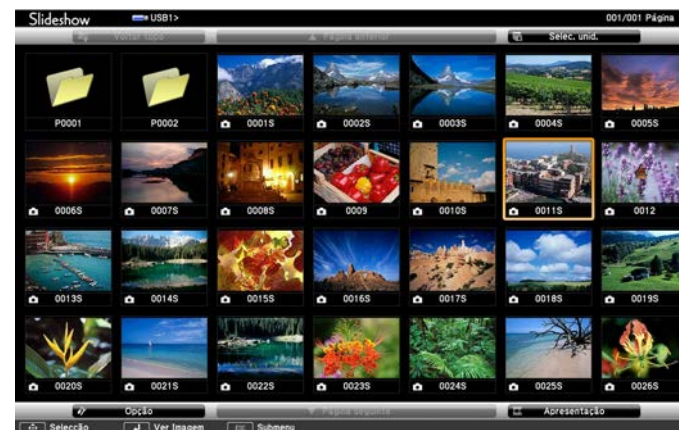 Slideshow USB1> 001/001 Página
Voltar topo Página anterior Selec. unid.
P0001 P0002 0001S 0002S 0003S 0004S 0005S
0006S 0007S 0008S 0009 0010S 0011S 0012
0013S 0014S 0015S 0016S 0017S 0018S 0019S
0020S 0021S 0022S 0023S 0024S 0025S 0026S
Opção Página seguinte Apresentação
Selecção Ver Imagem Submenu